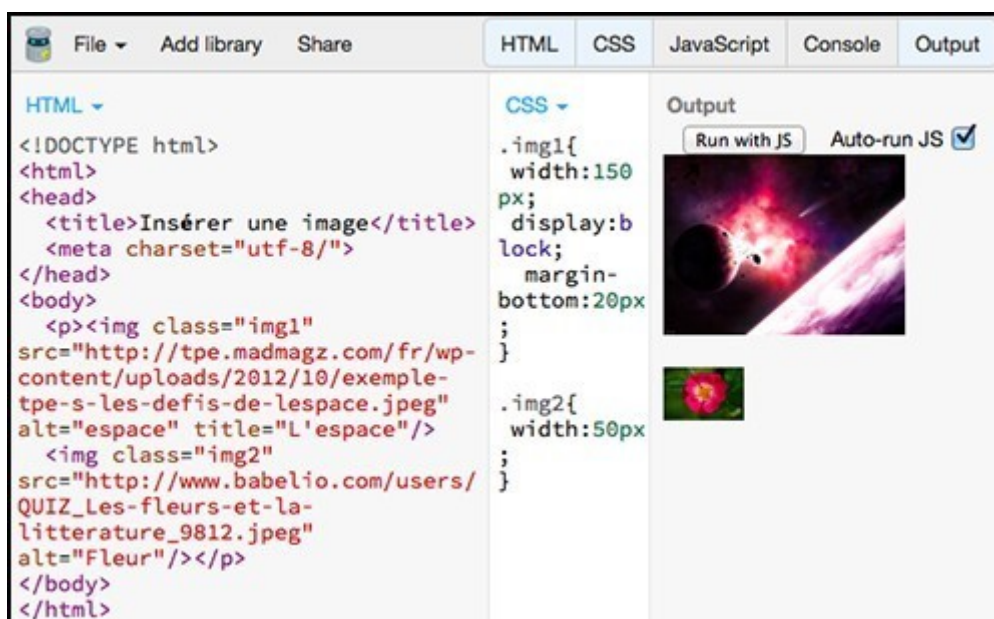 File Add library Share HTML CSS JavaScript Console Output
HTML
<!DOCTYPE html>
<html>
<head>
<title>Insérer une image</title>
<meta charset="utf-8/">
</head>
<body>
<p><img class="img1"
src="http://tpe.madmagz.com/fr/wp-
content/uploads/2012/10/exemple-
tpe-s-les-defis-de-lespace.jpeg"
alt="espace" title="L'espace"/>
<img class="img2"
src="http://www.babelio.com/users/
QUIZ_Les-fleurs-et-la-
litterature_9812.jpeg"
alt="Fleur"/></p>
</body>
</html>
CSS
.img1{
width:150
px;
display:b
lock;
margin-
bottom:20px
;
}
.img2{
width:50px
;
}
Output
Run with JS Auto-run JS